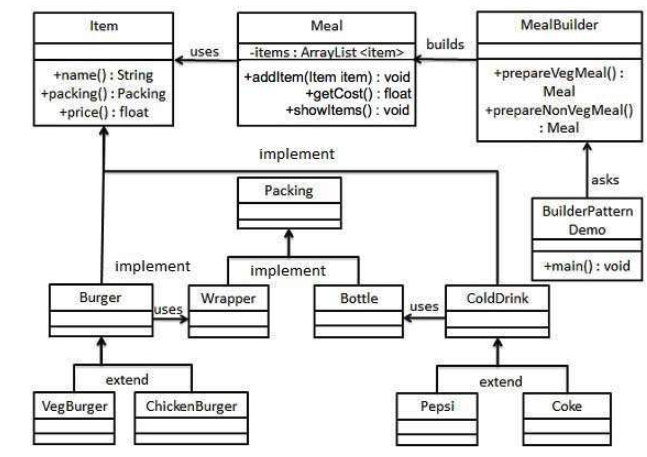 Item
Meal
MealBuilder
uses
-items : ArrayList <item>
builds
+name() : String
+packing() : Packing
+price() : float
+addItem(Item item) : void
+getCost() : float
+showItems() : void
+prepareVegMeal() :
Meal
+prepareNonVegMeal()
: Meal
implement
asks
Packing
BuilderPattern
Demo
+main() : void
implement
implement
Burger
uses
Wrapper
Bottle
uses
ColdDrink
extend
extend
VegBurger
ChickenBurger
Pepsi
Coke